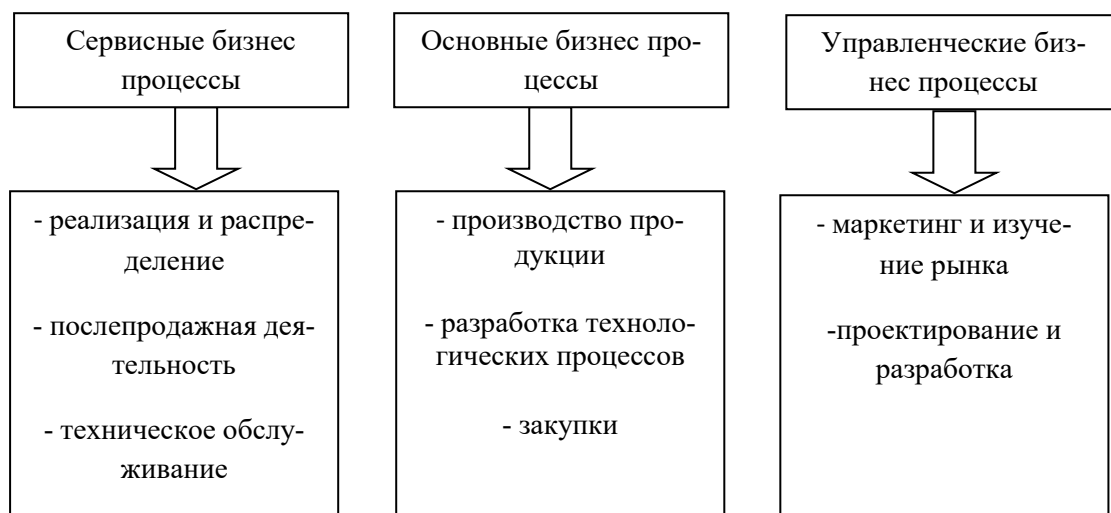 Сервисные бизнес
процессы
Основные бизнес про-
цессы
Управленческие биз-
нес процессы
- реализация и распре-
деление
- послепродажная дея-
тельность
- техническое обслу-
живание
- производство про-
дукции
- разработка техноло-
гических процессов
- закупки
- маркетинг и изуче-
ние рынка
-проектирование и
разработка